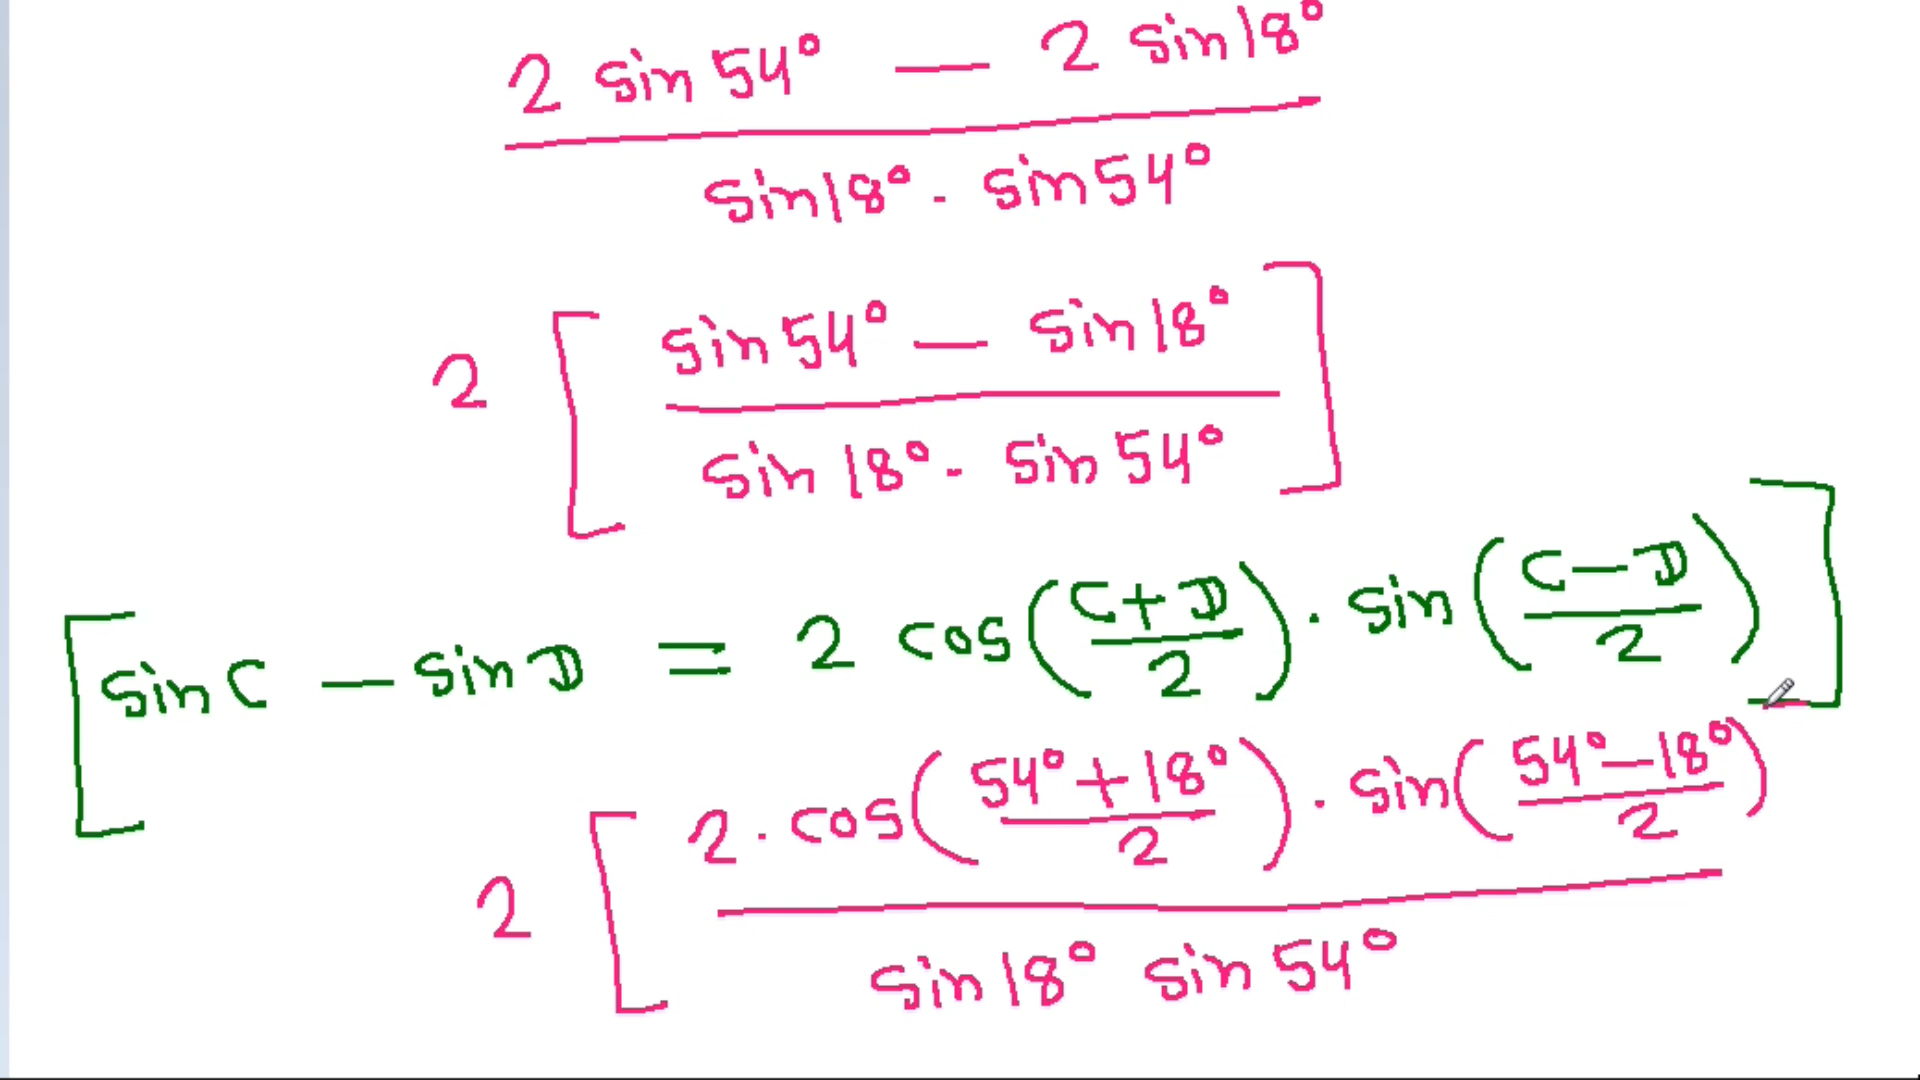 2 sin 54° — 2 sin 18°
sin 18° . sin 54°
2 [ sin 54° — sin 18° ]
sin 18° . sin 54°
[ sin C — sin D = 2 cos ( C + D / 2 ) . sin ( C — D / 2 ) ]
2 [ 2 . cos ( 54° + 18° / 2 ) . sin ( 54° — 18° / 2 )
sin 18° sin 54°